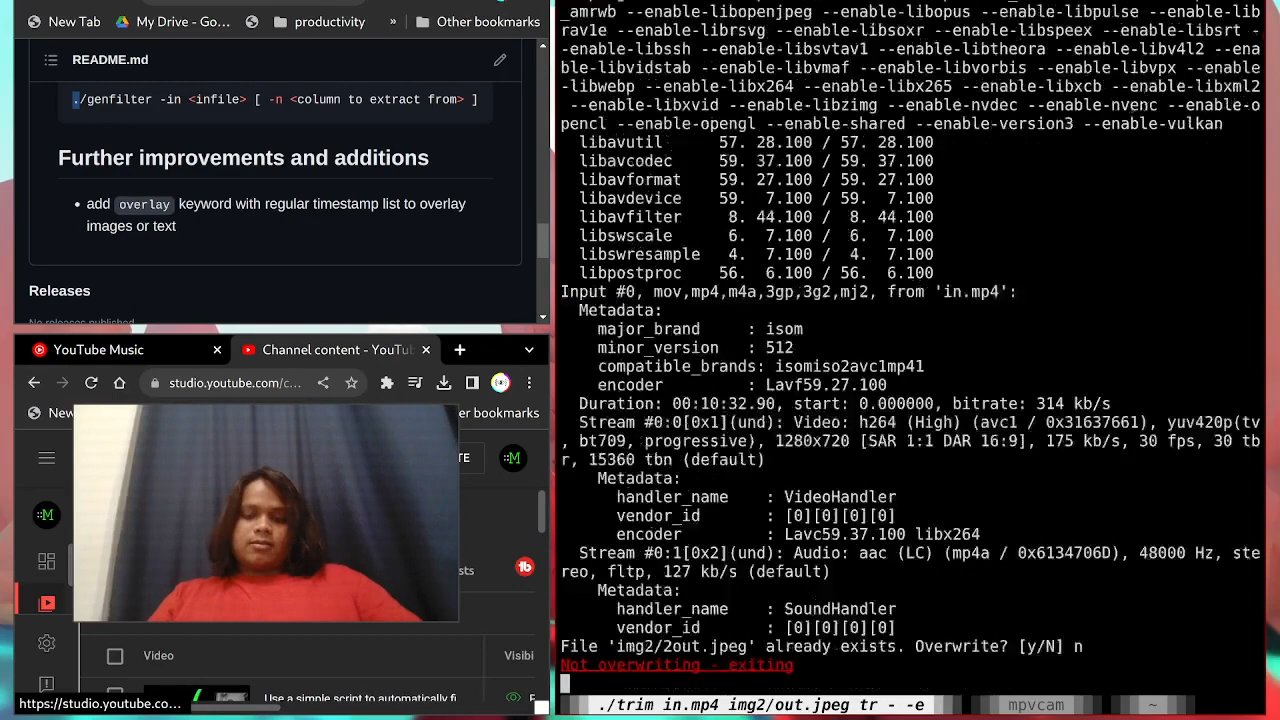 New
My Drive - Go...
productivity
»
Other bookmarks
README.md
./genfilter -in <infile> [ -n <column to extract from> ]
Further improvements and additions
• add overlay keyword with regular timestamp list to overlay
images or text
Releases
No releases published
YouTube Music
Channel content - YouTu
studio.youtube.com/c...
New
er bookmarks
TE
::M
::M
sts
Video
Visibi
Use a simple script to automatically fi
https://studio.youtube.co...
_amrwb --enable-libopenjpeg --enable-libopus --enable-libpulse --enable-lib
rav1e --enable-librsvg --enable-libsoxr --enable-libspeex --enable-libsrt -
-enable-libssh --enable-libsvtav1 --enable-libtheora --enable-libv4l2 --ena
ble-libvidstab --enable-libvmaf --enable-libvorbis --enable-libvpx --enable
-libwebp --enable-libx264 --enable-libx265 --enable-libxcb --enable-libxml2
--enable-libxvid --enable-libzimg --enable-nvdec --enable-nvenc --enable-o
pencl --enable-opengl --enable-shared --enable-version3 --enable-vulkan
libavutil 57. 28.100 / 57. 28.100
libavcodec 59. 37.100 / 59. 37.100
libavformat 59. 27.100 / 59. 27.100
libavdevice 59. 7.100 / 59. 7.100
libavfilter 8. 44.100 / 8. 44.100
libswscale 6. 7.100 / 6. 7.100
libswresample 4. 7.100 / 4. 7.100
libpostproc 56. 6.100 / 56. 6.100
Input #0, mov,mp4,m4a,3gp,3g2,mj2, from 'in.mp4':
Metadata:
major_brand : isom
minor_version : 512
compatible_brands: isomiso2avc1mp41
encoder : Lavf59.27.100
Duration: 00:10:32.90, start: 0.000000, bitrate: 314 kb/s
Stream #0:0[0x1](und): Video: h264 (High) (avc1 / 0x31637661), yuv420p(tv
, bt709, progressive), 1280x720 [SAR 1:1 DAR 16:9], 175 kb/s, 30 fps, 30 tb
r, 15360 tbn (default)
Metadata:
handler_name : VideoHandler
vendor_id : [0][0][0][0]
encoder : Lavc59.37.100 libx264
Stream #0:1[0x2](und): Audio: aac (LC) (mp4a / 0x6134706D), 48000 Hz, ste
reo, fltp, 127 kb/s (default)
Metadata:
handler_name : SoundHandler
vendor_id : [0][0][0][0]
File 'img2/2out.jpeg' already exists. Overwrite? [y/N] n
Not overwriting - exiting
./trim in.mp4 img2/out.jpeg tr - -e
mpvcam
~